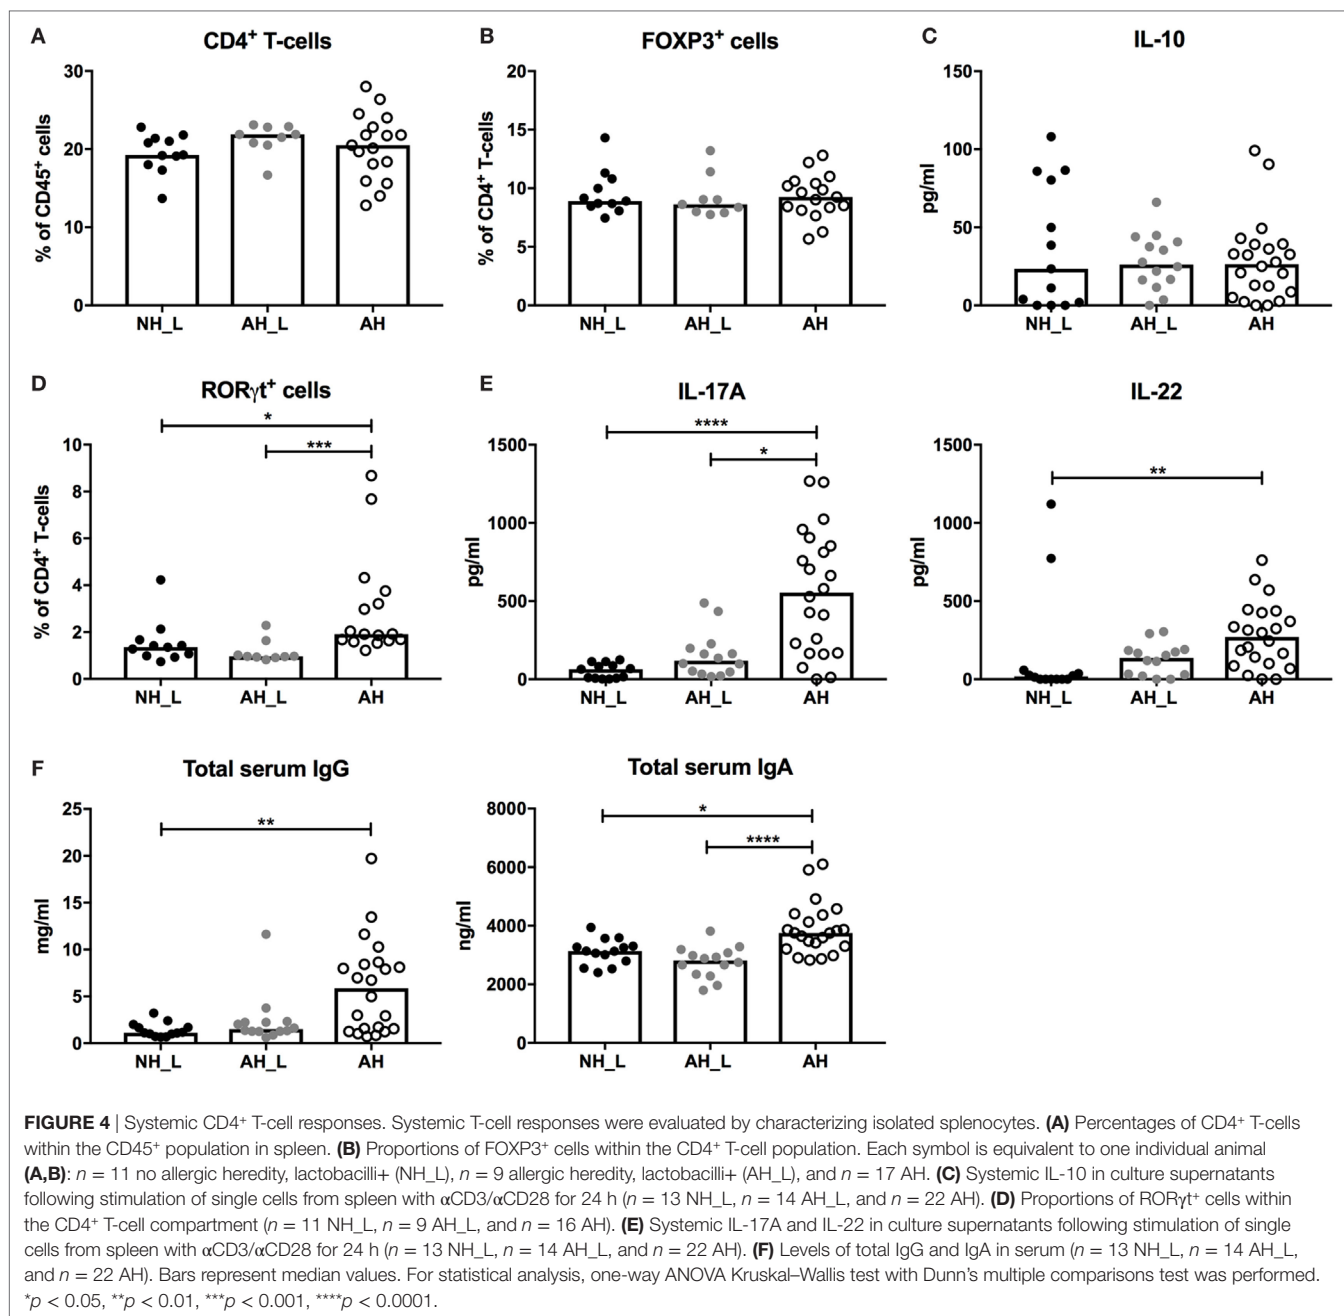 A
CD4+ T-cells
% of CD45+ cells
30
20
10
0
NH_L
AH_L
AH
B
FOXP3+ cells
% of CD4+ T-cells
20
15
10
5
0
NH_L
AH_L
AH
C
IL-10
pg/ml
150
100
50
0
NH_L
AH_L
AH
D
RORγt+ cells
*
***
% of CD4+ T-cells
10
8
6
4
2
0
NH_L
AH_L
AH
E
IL-17A
****
*
pg/ml
1500
1000
500
0
NH_L
AH_L
AH
IL-22
**
pg/ml
1500
1000
500
0
NH_L
AH_L
AH
F
Total serum IgG
**
mg/ml
25
20
15
10
5
0
NH_L
AH_L
AH
Total serum IgA
*
****
ng/ml
8000
6000
4000
2000
0
NH_L
AH_L
AH
FIGURE 4 | Systemic CD4+ T-cell responses. Systemic T-cell responses were evaluated by characterizing isolated splenocytes. (A) Percentages of CD4+ T-cells
within the CD45+ population in spleen. (B) Proportions of FOXP3+ cells within the CD4+ T-cell population. Each symbol is equivalent to one individual animal
(A,B): n = 11 no allergic heredity, lactobacilli+ (NH_L), n = 9 allergic heredity, lactobacilli+ (AH_L), and n = 17 AH. (C) Systemic IL-10 in culture supernatants
following stimulation of single cells from spleen with αCD3/αCD28 for 24 h (n = 13 NH_L, n = 14 AH_L, and n = 22 AH). (D) Proportions of RORγt+ cells within
the CD4+ T-cell compartment (n = 11 NH_L, n = 9 AH_L, and n = 16 AH). (E) Systemic IL-17A and IL-22 in culture supernatants following stimulation of single
cells from spleen with αCD3/αCD28 for 24 h (n = 13 NH_L, n = 14 AH_L, and n = 22 AH). (F) Levels of total IgG and IgA in serum (n = 13 NH_L, n = 14 AH_L,
and n = 22 AH). Bars represent median values. For statistical analysis, one-way ANOVA Kruskal–Wallis test with Dunn's multiple comparisons test was performed.
*p < 0.05, **p < 0.01, ***p < 0.001, ****p < 0.0001.